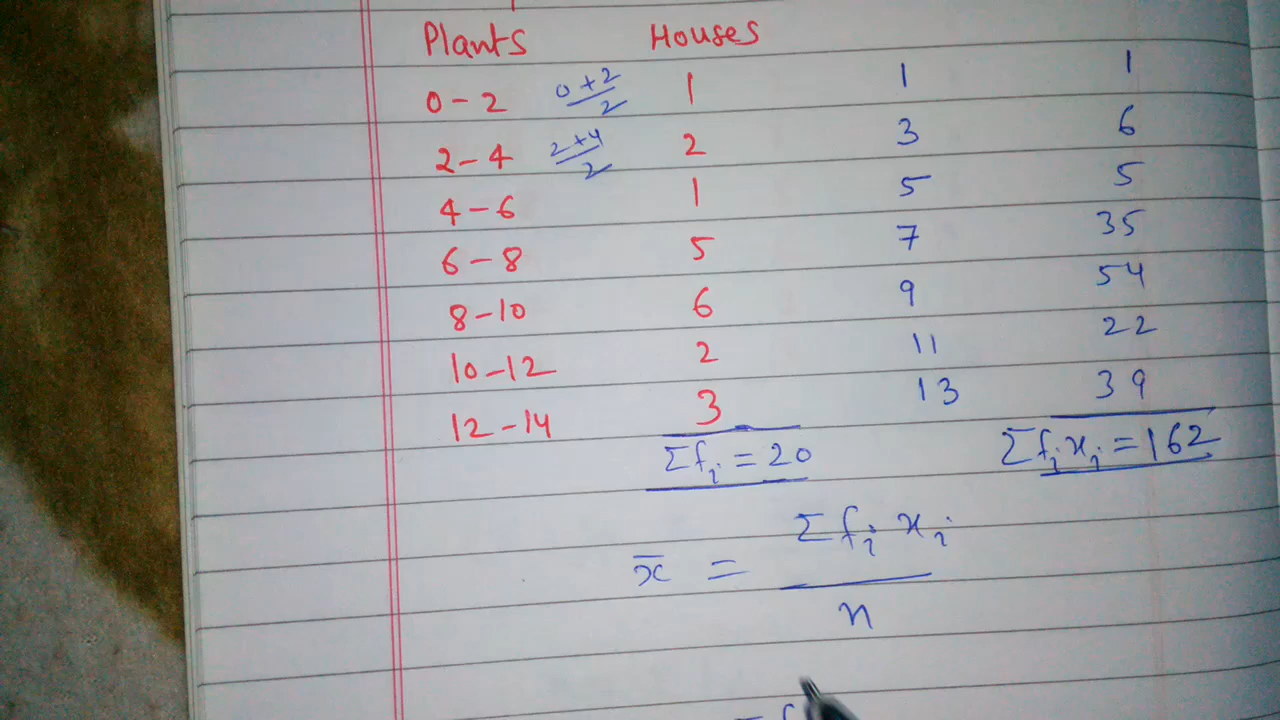 Plants Houses
0 - 2 0+2/2 1 1 1
2 - 4 2+4/2 2 3 6
4 - 6 1 5 5
6 - 8 5 7 35
8 - 10 6 9 54
10 - 12 2 11 22
12 - 14 3 13 39
Σfi = 20 Σfixi = 162
x̄ = Σfixi / n